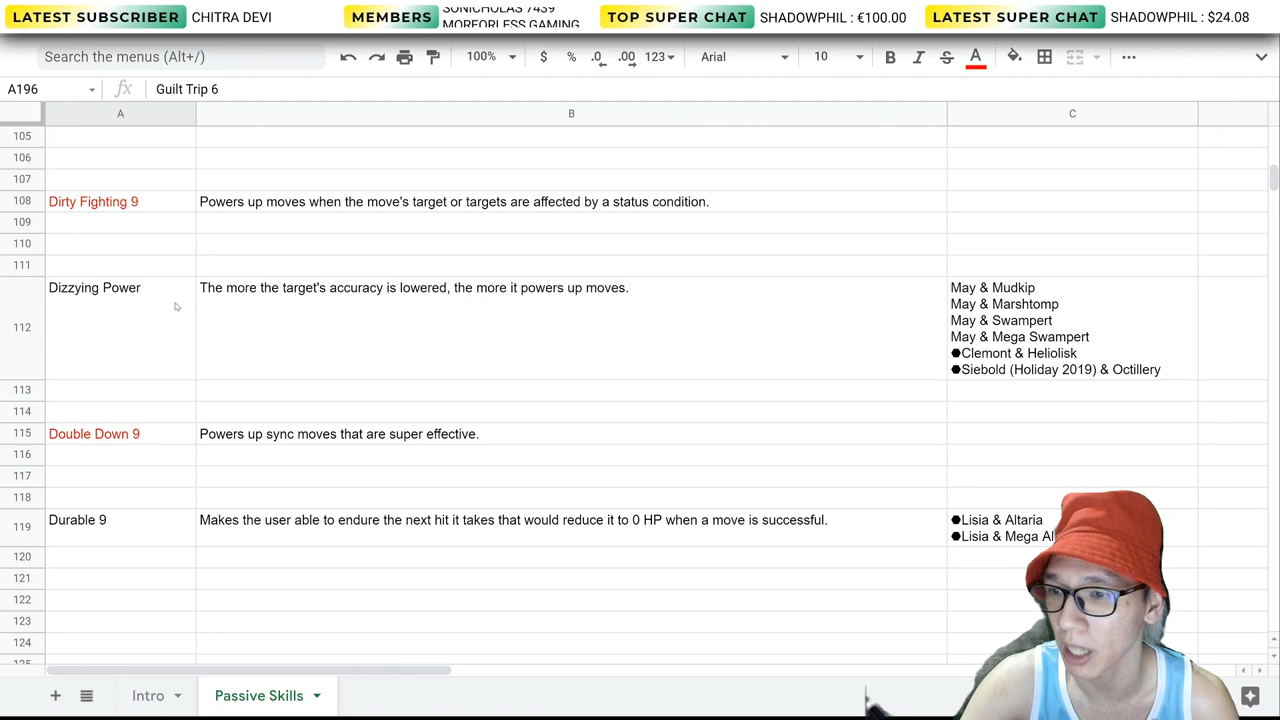 LATEST SUBSCRIBER CHITRA DEVI MEMBERS SONICHOLAS 7439 TOP SUPER CHAT SHADOWPHIL : €100.00 LATEST SUPER CHAT SHADOWPHIL : $24.08
MOREORLESS GAMING
Search the menus (Alt+/) 100% $ % .0 .00 123 Arial 10 B I S A
A196 fx Guilt Trip 6
A B C
105
106
107
108 Dirty Fighting 9 Powers up moves when the move's target or targets are affected by a status condition.
109
110
111
112 Dizzying Power The more the target's accuracy is lowered, the more it powers up moves. May & Mudkip
May & Marshtomp
May & Swampert
May & Mega Swampert
Clemont & Heliolisk
Siebold (Holiday 2019) & Octillery
113
114
115 Double Down 9 Powers up sync moves that are super effective.
116
117
118
119 Durable 9 Makes the user able to endure the next hit it takes that would reduce it to 0 HP when a move is successful. Lisia & Altaria
Lisia & Mega Al
120
121
122
123
124
Intro Passive Skills